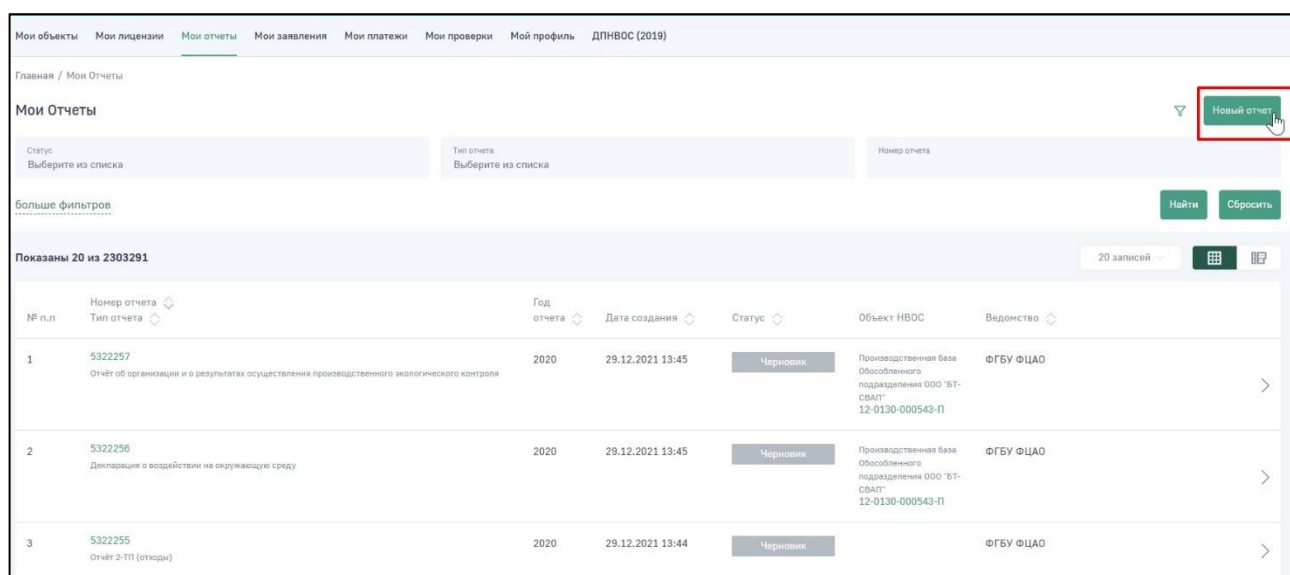 Мои объекты Мои лицензии Мои отчеты Мои заявления Мои платежи Мои проверки Мой профиль ДПНВОС (2019)
Главная / Мои Отчеты
Мои Отчеты
Новый отчет
Статус Тип отчета Номер отчета
Выберите из списка Выберите из списка
больше фильтров
Найти Сбросить
Показаны 20 из 2303291
20 записей
№ п.п
Номер отчета
Тип отчета
Год
отчета
Дата создания
Статус
Объект НВОС
Ведомство
1
5322257
Отчёт об организации и о результатах осуществления производственного экологического контроля
2020
29.12.2021 13:45
Черновик
Производственная база
Обособленного
подразделения ООО "БТ-
СВАП"
12-0130-000543-П
ФГБУ ФЦАО
2
5322256
Декларация о воздействии на окружающую среду
2020
29.12.2021 13:45
Черновик
Производственная база
Обособленного
подразделения ООО "БТ-
СВАП"
12-0130-000543-П
ФГБУ ФЦАО
3
5322255
Отчёт 2-ТП (отходы)
2020
29.12.2021 13:44
Черновик
ФГБУ ФЦАО